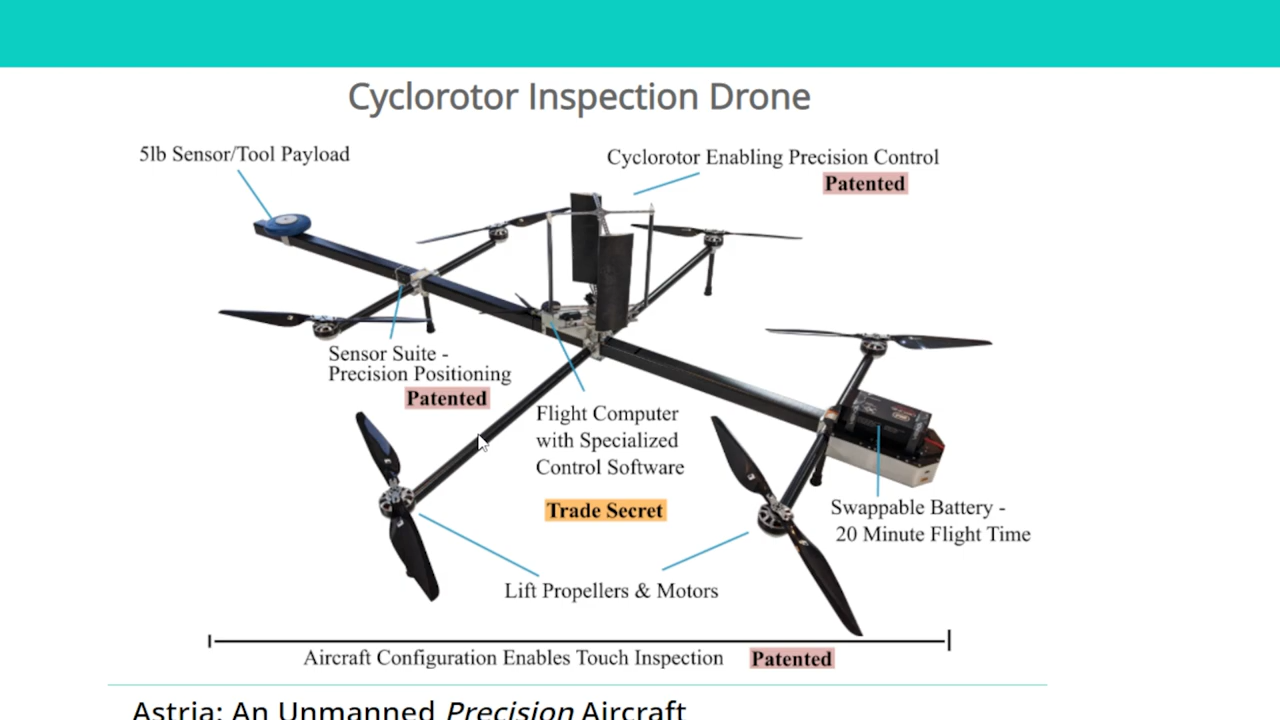 Cyclorotor Inspection Drone
5lb Sensor/Tool Payload
Cyclorotor Enabling Precision Control
Patented
Sensor Suite -
Precision Positioning
Patented
Flight Computer
with Specialized
Control Software
Trade Secret
Swappable Battery -
20 Minute Flight Time
Lift Propellers & Motors
Aircraft Configuration Enables Touch Inspection Patented
Astria: An Unmanned Precision Aircraft